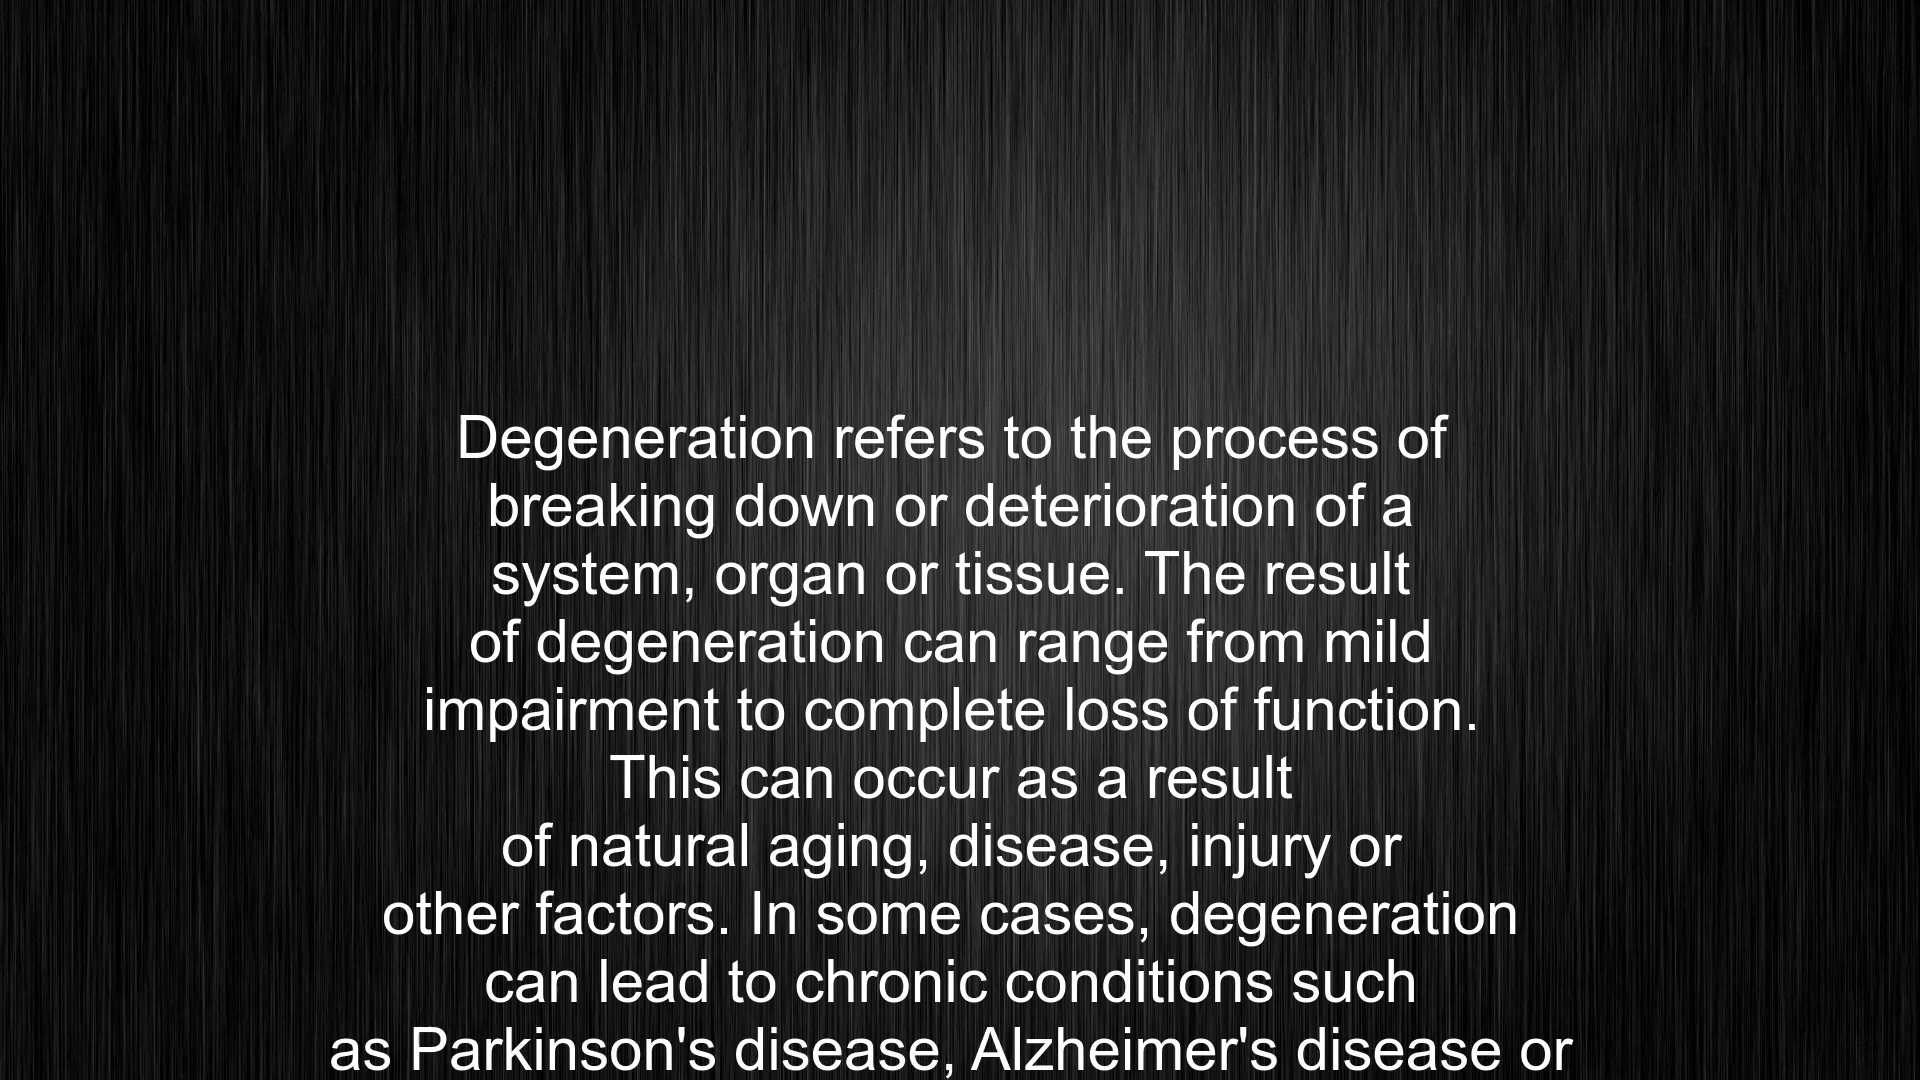 Degeneration refers to the process of
breaking down or deterioration of a
system, organ or tissue. The result
of degeneration can range from mild
impairment to complete loss of function.
This can occur as a result
of natural aging, disease, injury or
other factors. In some cases, degeneration
can lead to chronic conditions such
as Parkinson's disease, Alzheimer's disease or